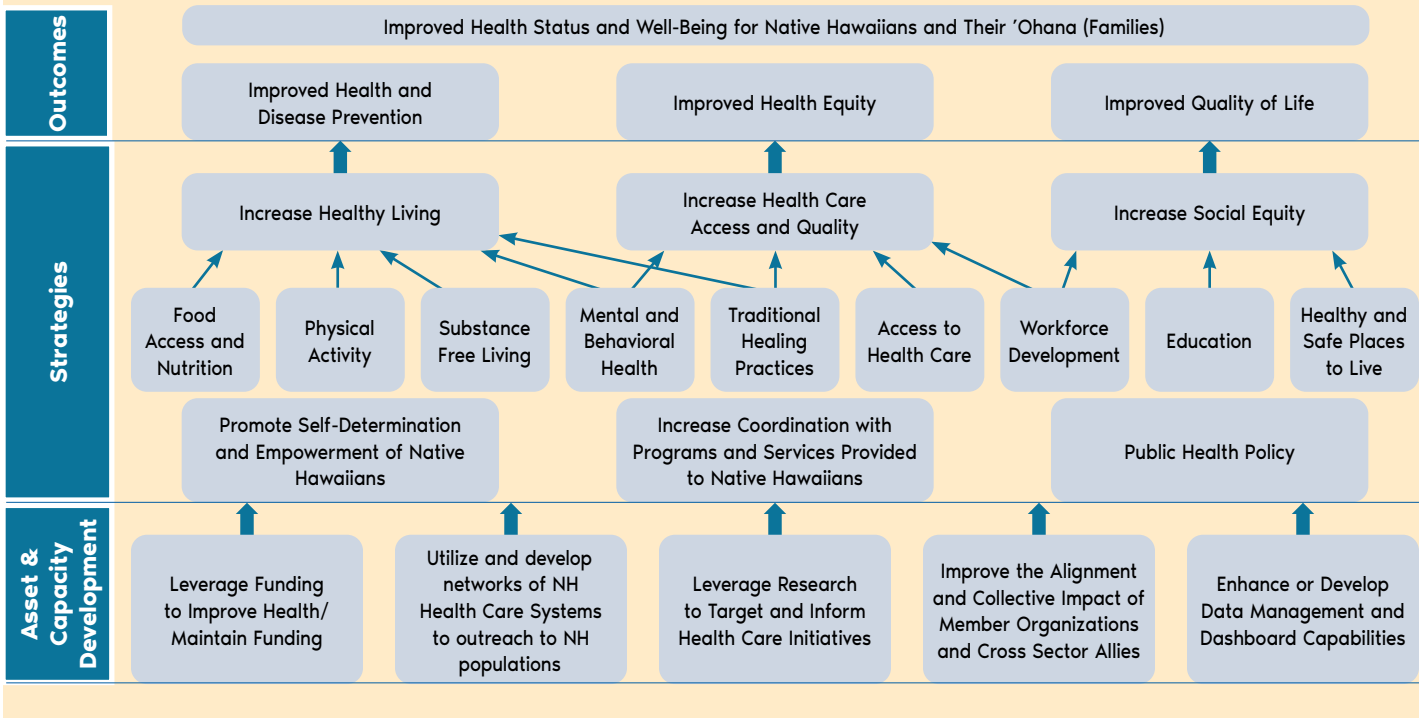 Outcomes
Improved Health Status and Well-Being for Native Hawaiians and Their ’Ohana (Families)
Improved Health and
Disease Prevention
Improved Health Equity
Improved Quality of Life
Strategies
Increase Healthy Living
Increase Health Care
Access and Quality
Increase Social Equity
Food
Access and
Nutrition
Physical
Activity
Substance
Free Living
Mental and
Behavioral
Health
Traditional
Healing
Practices
Access to
Health Care
Workforce
Development
Education
Healthy and
Safe Places
to Live
Promote Self-Determination
and Empowerment of Native
Hawaiians
Increase Coordination with
Programs and Services Provided
to Native Hawaiians
Public Health Policy
Asset &
Capacity
Development
Leverage Funding
to Improve Health/
Maintain Funding
Utilize and develop
networks of NH
Health Care Systems
to outreach to NH
populations
Leverage Research
to Target and Inform
Health Care Initiatives
Improve the Alignment
and Collective Impact of
Member Organizations
and Cross Sector Allies
Enhance or Develop
Data Management and
Dashboard Capabilities